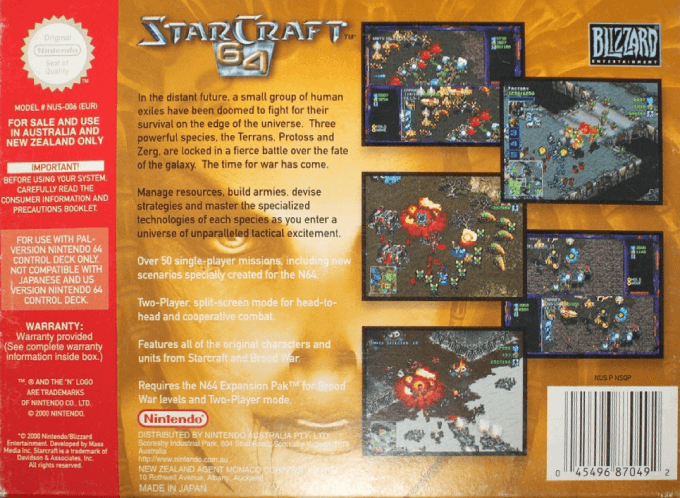 Original
Nintendo
Seal of
Quality
TM
MODEL # NUS-006 (EUR)
FOR SALE AND USE
IN AUSTRALIA AND
NEW ZEALAND ONLY
IMPORTANT!
BEFORE USING YOUR SYSTEM,
CAREFULLY READ THE
CONSUMER INFORMATION AND
PRECAUTIONS BOOKLET.
FOR USE WITH PAL-
VERSION NINTENDO 64
CONTROL DECK ONLY.
NOT COMPATIBLE WITH
JAPANESE AND US
VERSION NINTENDO 64
CONTROL DECK.
WARRANTY:
Warranty provided
(See complete warranty
information inside box.)
TM, ® AND THE "N" LOGO
ARE TRADEMARKS
OF NINTENDO CO., LTD.
© 2000 NINTENDO.
"© 2000 Nintendo/Blizzard
Entertainment. Developed by Mass
Media Inc. Starcraft is a trademark of
Davidson & Associates, Inc.
All rights reserved.
STARCRAFT TM
64
In the distant future, a small group of human
exiles have been doomed to fight for their
survival on the edge of the universe. Three
powerful species, the Terrans, Protoss and
Zerg, are locked in a fierce battle over the fate
of the galaxy. The time for war has come.
Manage resources, build armies, devise
strategies and master the specialized
technologies of each species as you enter a
universe of unparalleled tactical excitement.
Over 50 single-player missions, including new
scenarios specially created for the N64.
Two-Player, split-screen mode for head-to-
head and cooperative combat.
Features all of the original characters and
units from Starcraft and Brood War.
Requires the N64 Expansion Pak™ for Brood
War levels and Two-Player mode.
Nintendo®
DISTRIBUTED BY NINTENDO AUSTRALIA PTY. LTD.
Scoresby Industrial Park, 804 Stud Road, Scoresby
Australia
http://www.nintendo.com.au
NEW ZEALAND AGENT MONACO
10 Rothwell Avenue, Albany, Auckland
MADE IN JAPAN
BLIZZARD
ENTERTAINMENT
FACTORY
NUS P NSQP
0 45496 87049 2